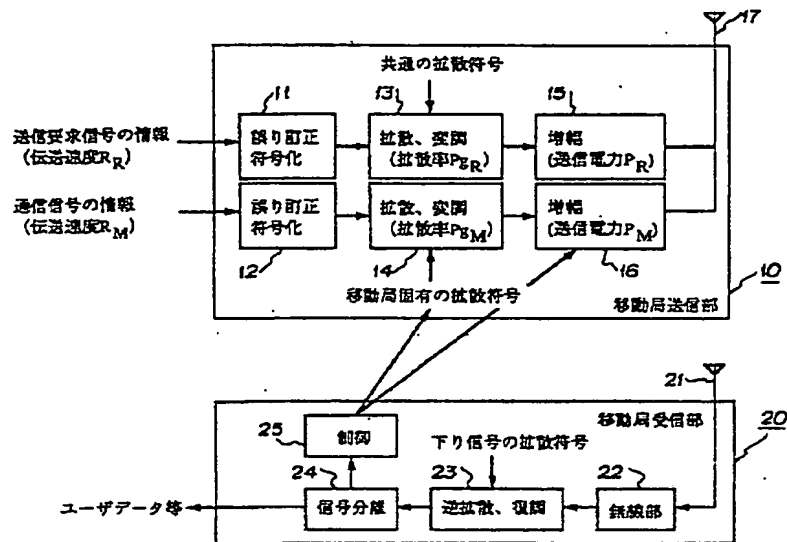 17
共通の拡散符号
11
13
15
送信要求信号の情報
(伝送速度RR)
誤り訂正
符号化
拡散、変調
(拡散率PgR)
増幅
(送信電力PR)
通信信号の情報
(伝送速度RM)
誤り訂正
符号化
拡散、変調
(拡散率PgM)
増幅
(送信電力PM)
12
14
16
10
移動局固有の拡散符号
移動局送信部
21
移動局受信部
20
25
制御
下り信号の拡散符号
24
23
22
ユーザデータ等
信号分離
逆拡散、復調
無線部